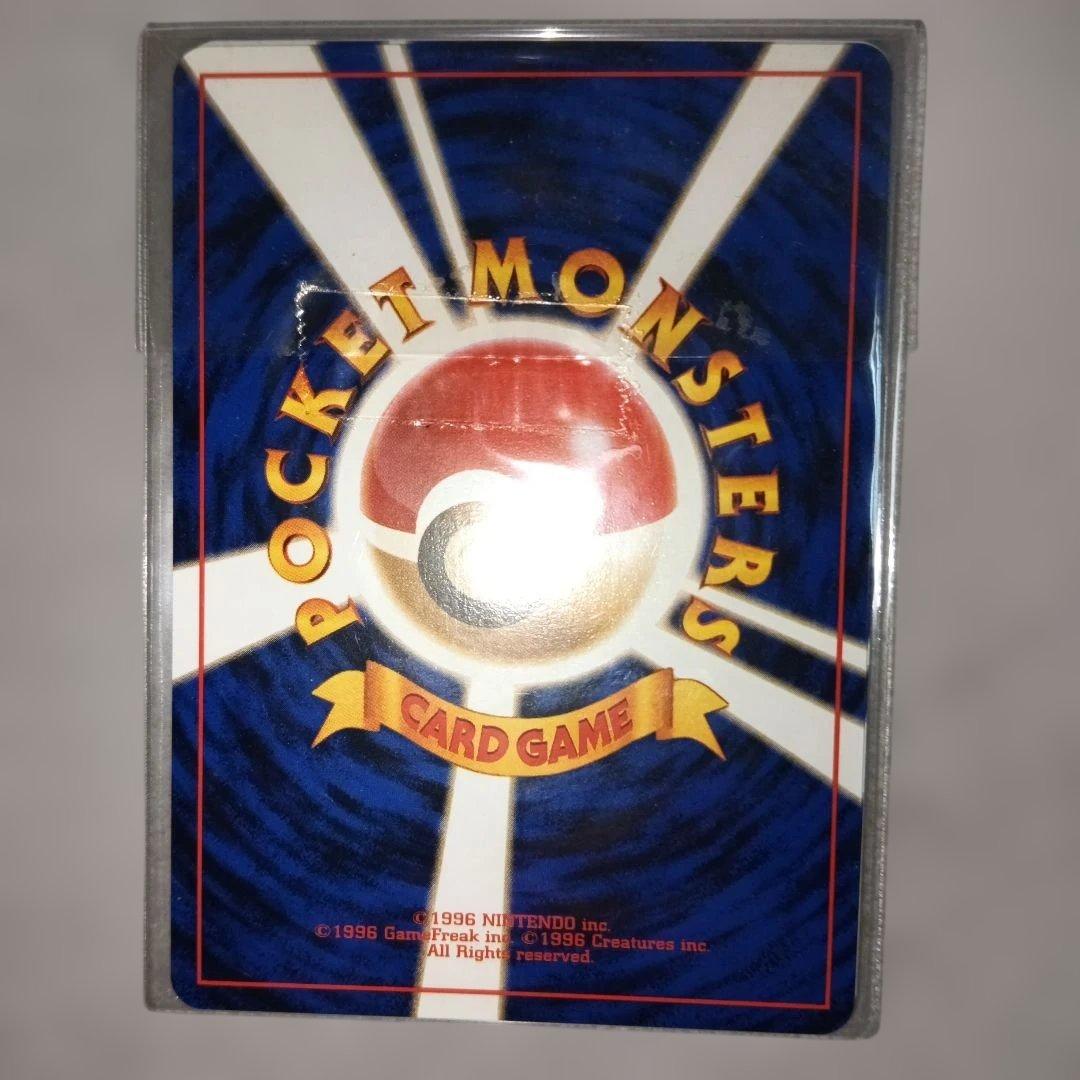 POCKET MONSTERS
CARD GAME
©1996 NINTENDO inc.
©1996 GameFreak inc. ©1996 Creatures inc.
All Rights reserved.